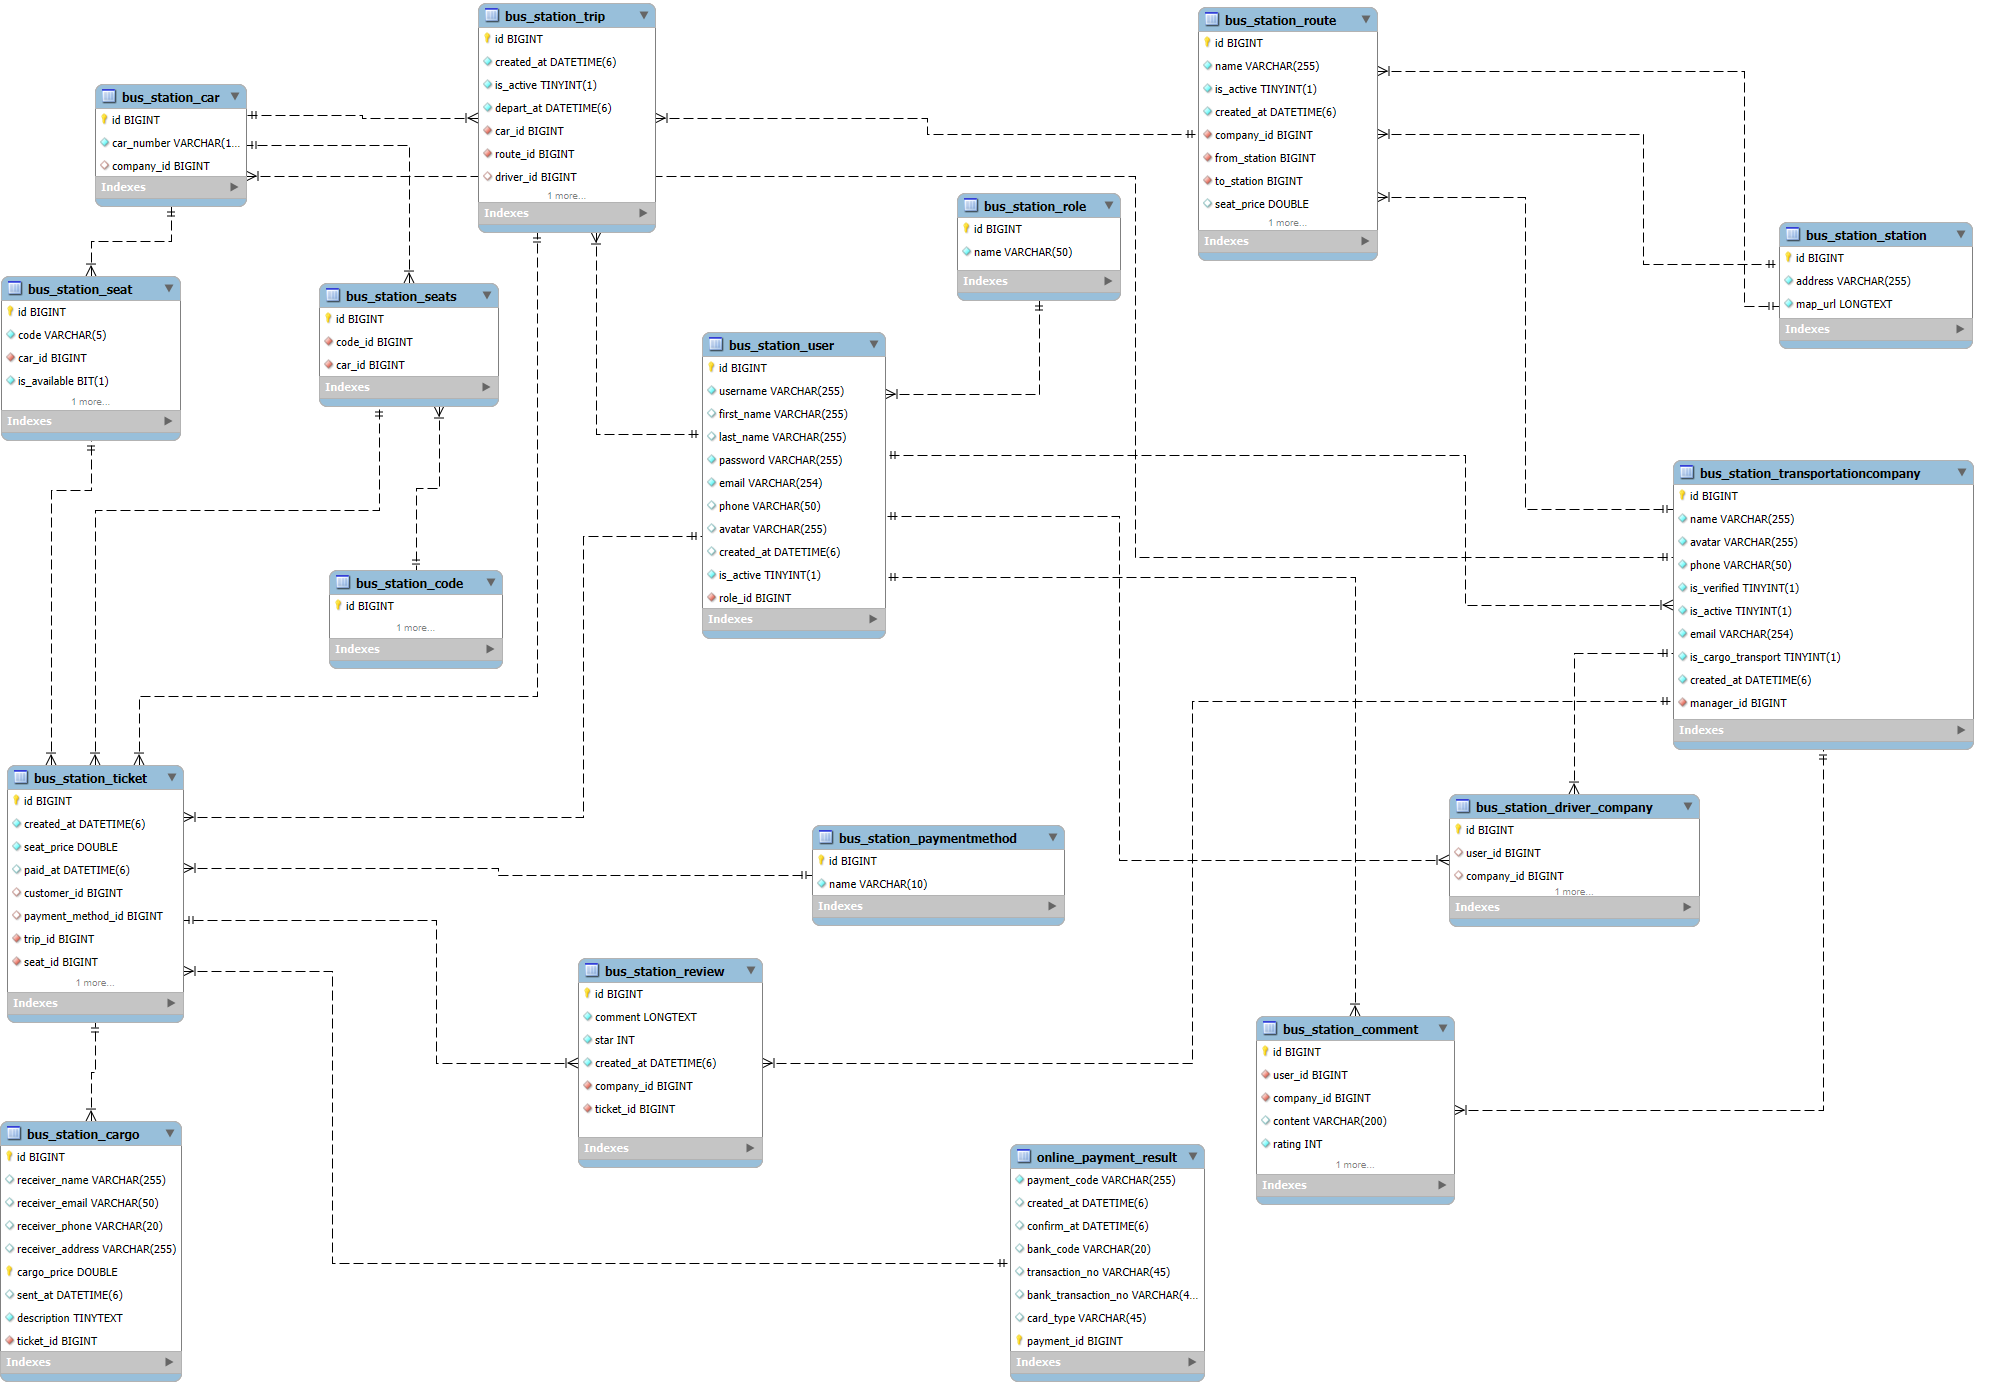 bus_station_trip
id BIGINT
created_at DATETIME(6)
is_active TINYINT(1)
depart_at DATETIME(6)
car_id BIGINT
route_id BIGINT
driver_id BIGINT
1 more...
Indexes
bus_station_route
id BIGINT
name VARCHAR(255)
is_active TINYINT(1)
created_at DATETIME(6)
company_id BIGINT
from_station BIGINT
to_station BIGINT
seat_price DOUBLE
1 more...
Indexes
bus_station_car
id BIGINT
car_number VARCHAR(1...
company_id BIGINT
Indexes
bus_station_role
id BIGINT
name VARCHAR(50)
Indexes
bus_station_station
id BIGINT
address VARCHAR(255)
map_url LONGTEXT
Indexes
bus_station_seat
id BIGINT
code VARCHAR(5)
car_id BIGINT
is_available BIT(1)
1 more...
Indexes
bus_station_seats
id BIGINT
code_id BIGINT
car_id BIGINT
Indexes
bus_station_user
id BIGINT
username VARCHAR(255)
first_name VARCHAR(255)
last_name VARCHAR(255)
password VARCHAR(255)
email VARCHAR(254)
phone VARCHAR(50)
avatar VARCHAR(255)
created_at DATETIME(6)
is_active TINYINT(1)
role_id BIGINT
Indexes
bus_station_transportationcompany
id BIGINT
name VARCHAR(255)
avatar VARCHAR(255)
phone VARCHAR(50)
is_verified TINYINT(1)
is_active TINYINT(1)
email VARCHAR(254)
is_cargo_transport TINYINT(1)
created_at DATETIME(6)
manager_id BIGINT
Indexes
bus_station_code
id BIGINT
1 more...
Indexes
bus_station_ticket
id BIGINT
created_at DATETIME(6)
seat_price DOUBLE
paid_at DATETIME(6)
customer_id BIGINT
payment_method_id BIGINT
trip_id BIGINT
seat_id BIGINT
1 more...
Indexes
bus_station_paymentmethod
id BIGINT
name VARCHAR(10)
Indexes
bus_station_driver_company
id BIGINT
user_id BIGINT
company_id BIGINT
1 more...
Indexes
bus_station_review
id BIGINT
comment LONGTEXT
star INT
created_at DATETIME(6)
company_id BIGINT
ticket_id BIGINT
Indexes
bus_station_comment
id BIGINT
user_id BIGINT
company_id BIGINT
content VARCHAR(200)
rating INT
1 more...
Indexes
bus_station_cargo
id BIGINT
receiver_name VARCHAR(255)
receiver_email VARCHAR(50)
receiver_phone VARCHAR(20)
receiver_address VARCHAR(255)
cargo_price DOUBLE
sent_at DATETIME(6)
description TINYTEXT
ticket_id BIGINT
Indexes
online_payment_result
payment_code VARCHAR(255)
created_at DATETIME(6)
confirm_at DATETIME(6)
bank_code VARCHAR(20)
transaction_no VARCHAR(45)
bank_transaction_no VARCHAR(4...
card_type VARCHAR(45)
payment_id BIGINT
Indexes